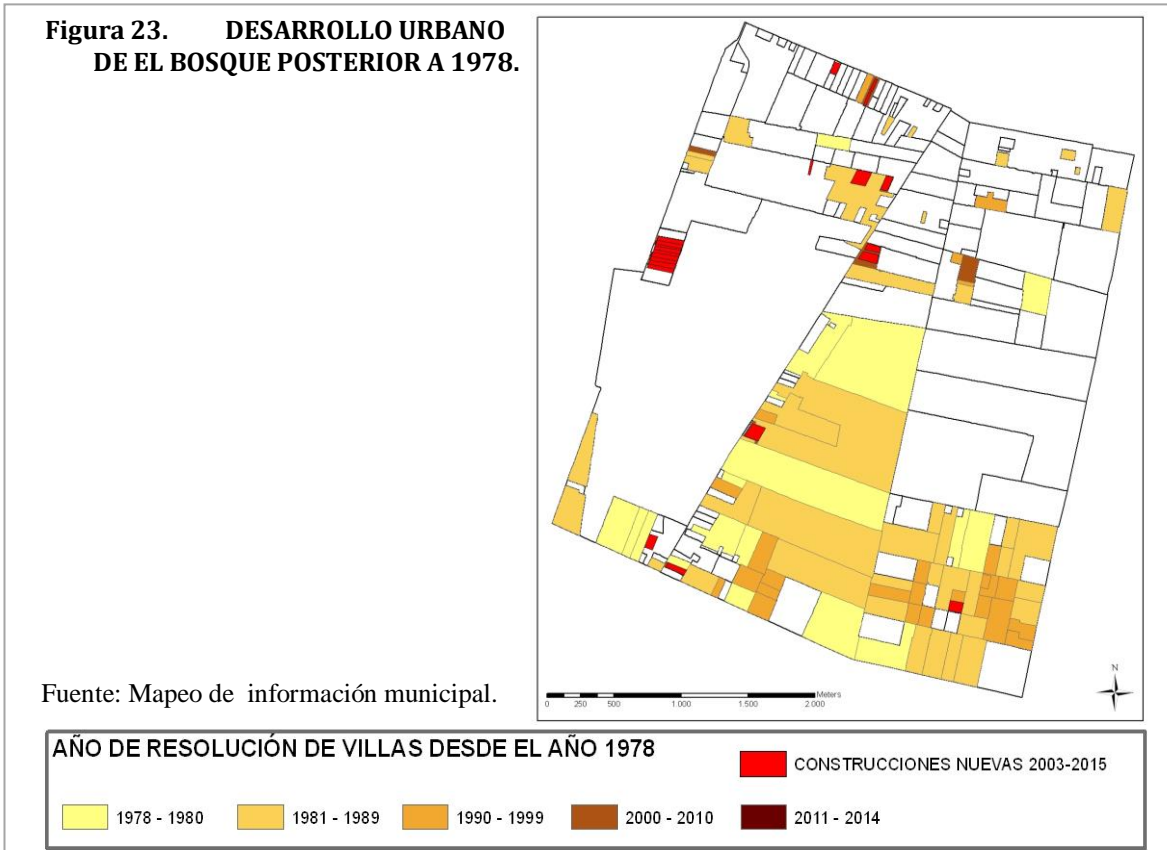 Figura 23. DESARROLLO URBANO
DE EL BOSQUE POSTERIOR A 1978.
N
Meters
0 250 500 1.000 1.500 2.000
Fuente: Mapeo de información municipal.
AÑO DE RESOLUCIÓN DE VILLAS DESDE EL AÑO 1978
CONSTRUCCIONES NUEVAS 2003-2015
1978 - 1980 1981 - 1989 1990 - 1999 2000 - 2010 2011 - 2014